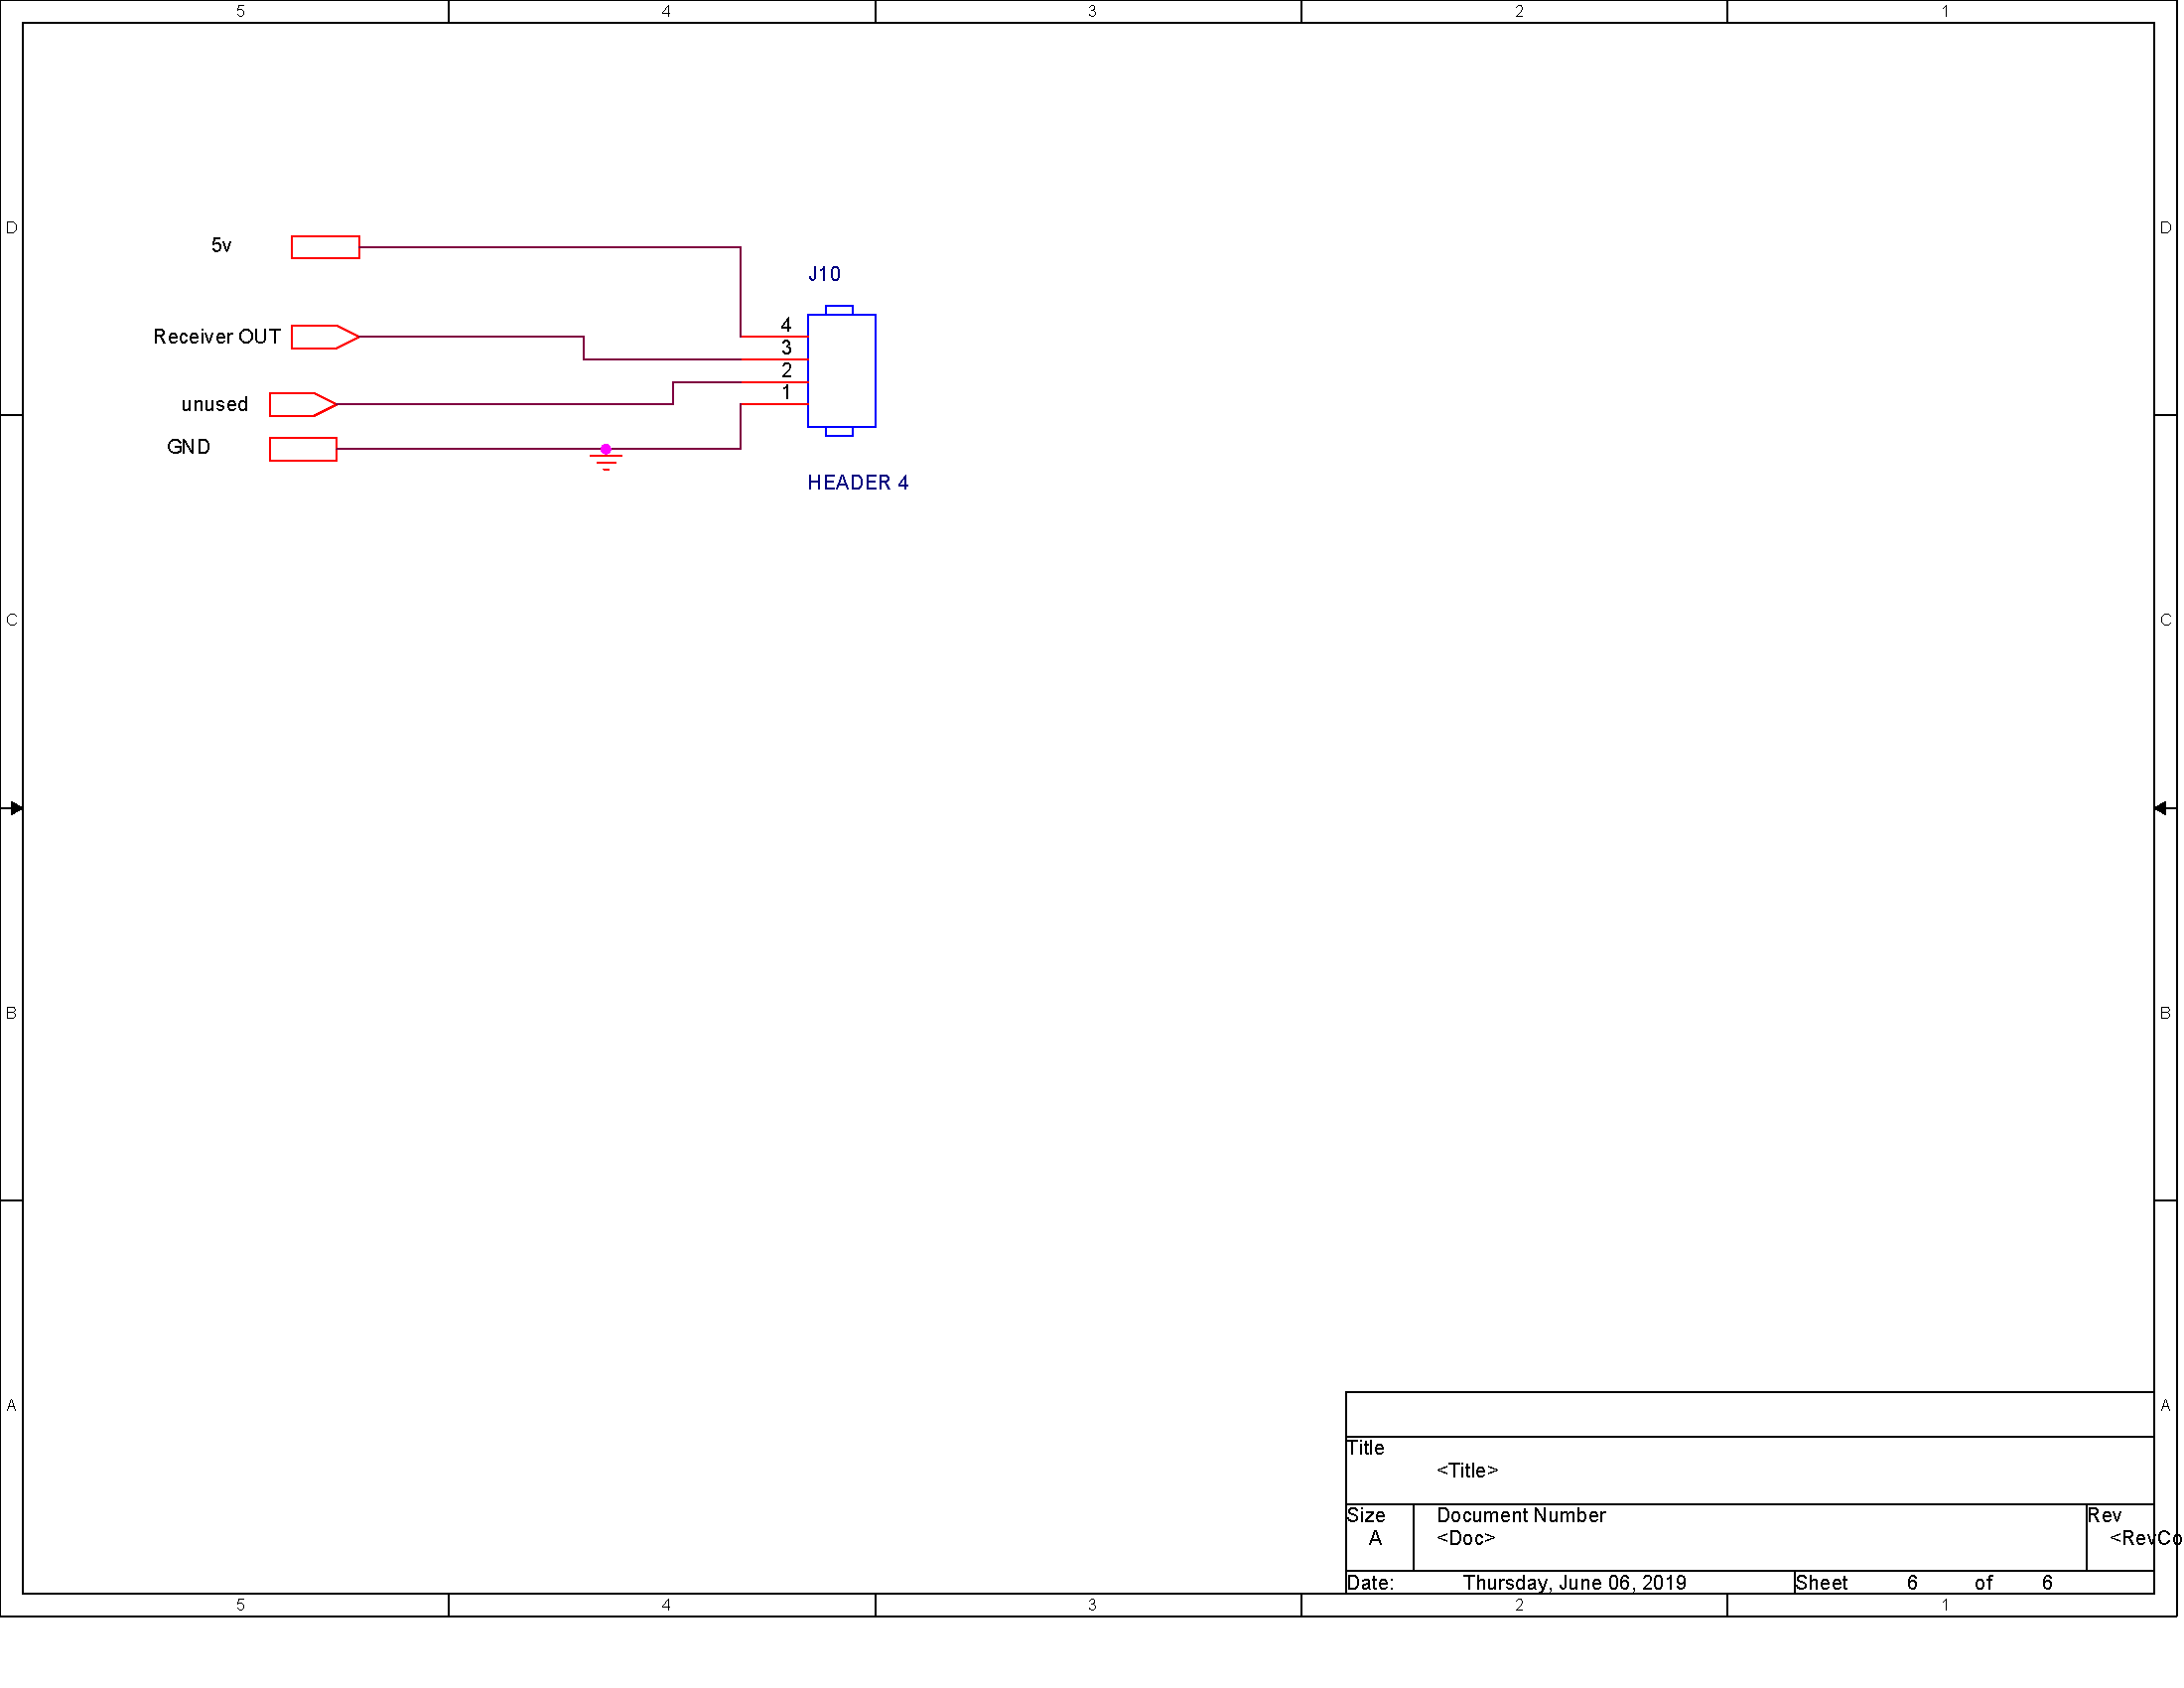 5 4 3 2 1
D D
5v
J10
4
Receiver OUT
3
2
1
unused
GND
HEADER 4
C C
B B
A A
Title
<Title>
Size Document Number Rev
A <Doc> <RevCo
Date: Thursday, June 06, 2019 Sheet 6 of 6
5 4 3 2 1